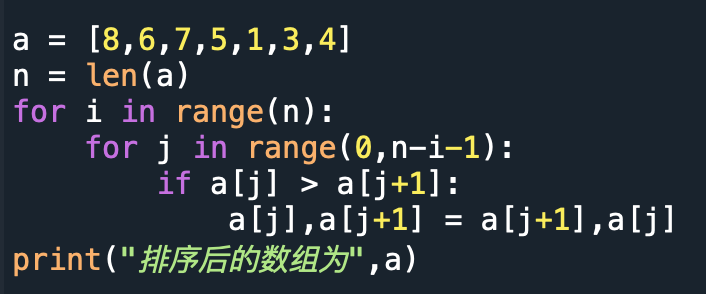 a = [8,6,7,5,1,3,4]
n = len(a)
for i in range(n):
    for j in range(0,n-i-1):
        if a[j] > a[j+1]:
            a[j],a[j+1] = a[j+1],a[j]
print("排序后的数组为",a)